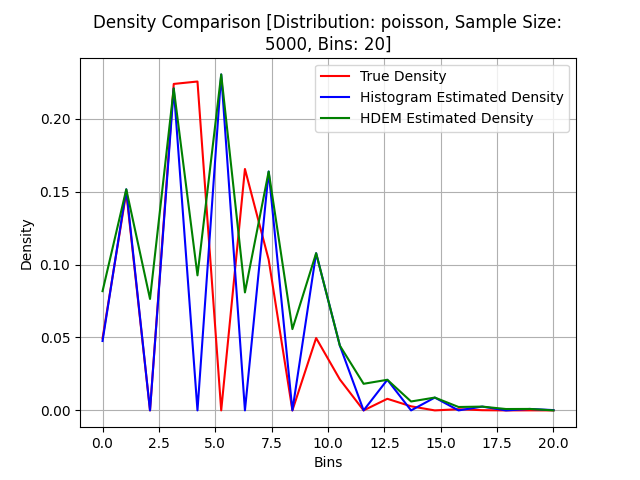 Density Comparison [Distribution: poisson, Sample Size:
5000, Bins: 20]
True Density
Histogram Estimated Density
HDEM Estimated Density
Density
0.20
0.15
0.10
0.05
0.00
0.0 2.5 5.0 7.5 10.0 12.5 15.0 17.5 20.0
Bins